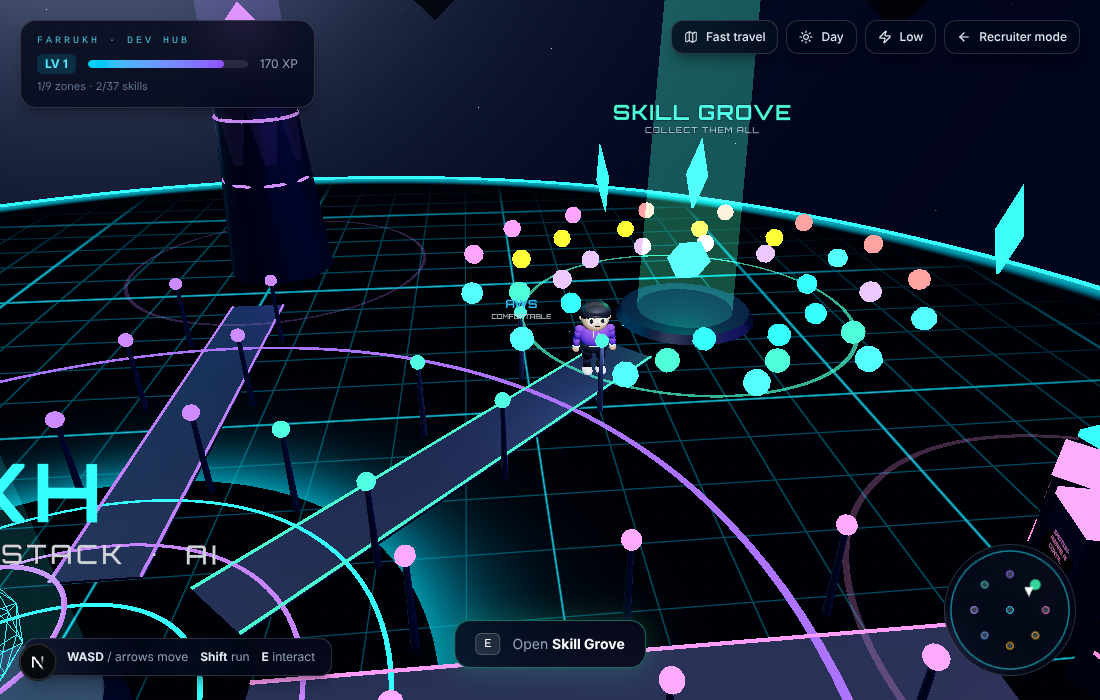 FARRUKH · DEV HUB
LV 1
170 XP
1/9 zones · 2/37 skills
Fast travel
Day
Low
Recruiter mode
SKILL GROVE
COLLECT THEM ALL
AWS
COMFORTABLE
KH
STACK AI
E Open Skill Grove
N
WASD / arrows move Shift run E interact